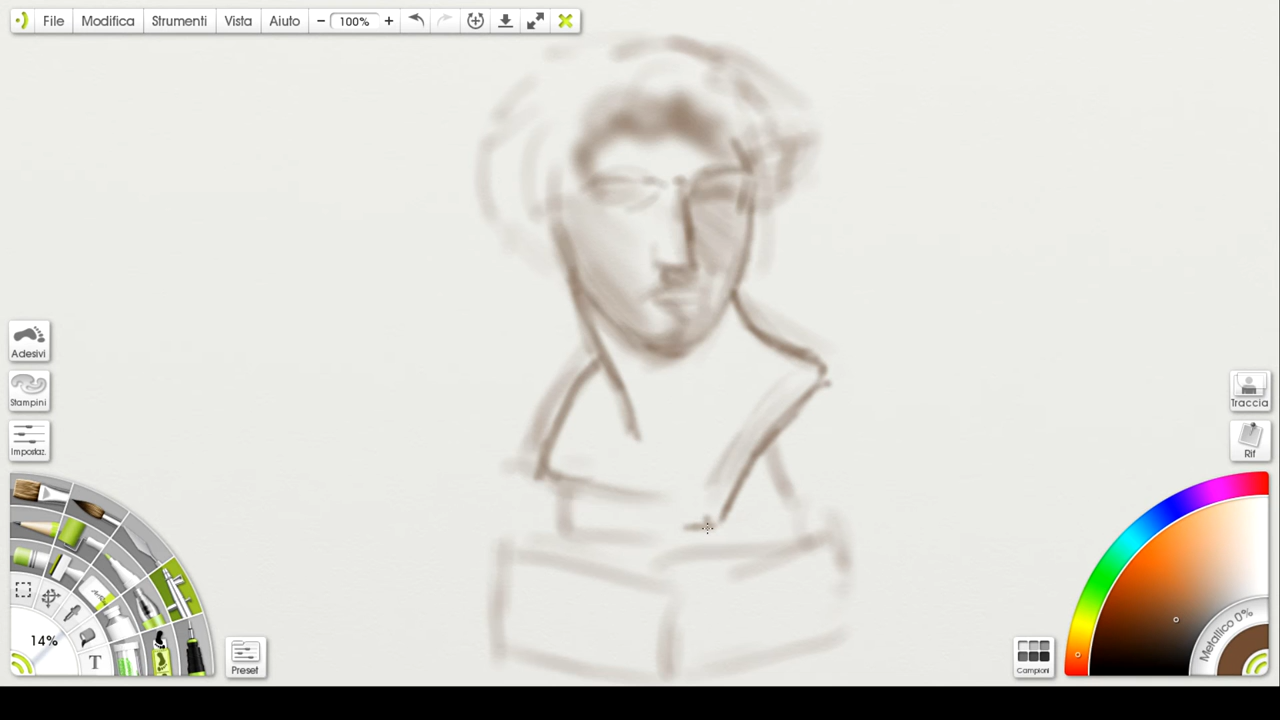 File Modifica Strumenti Vista Aiuto − 100% +
Adesivi
Stampini
Impostaz.
14%
T
Preset
Traccia
Rif
Metallico 0%
Campioni